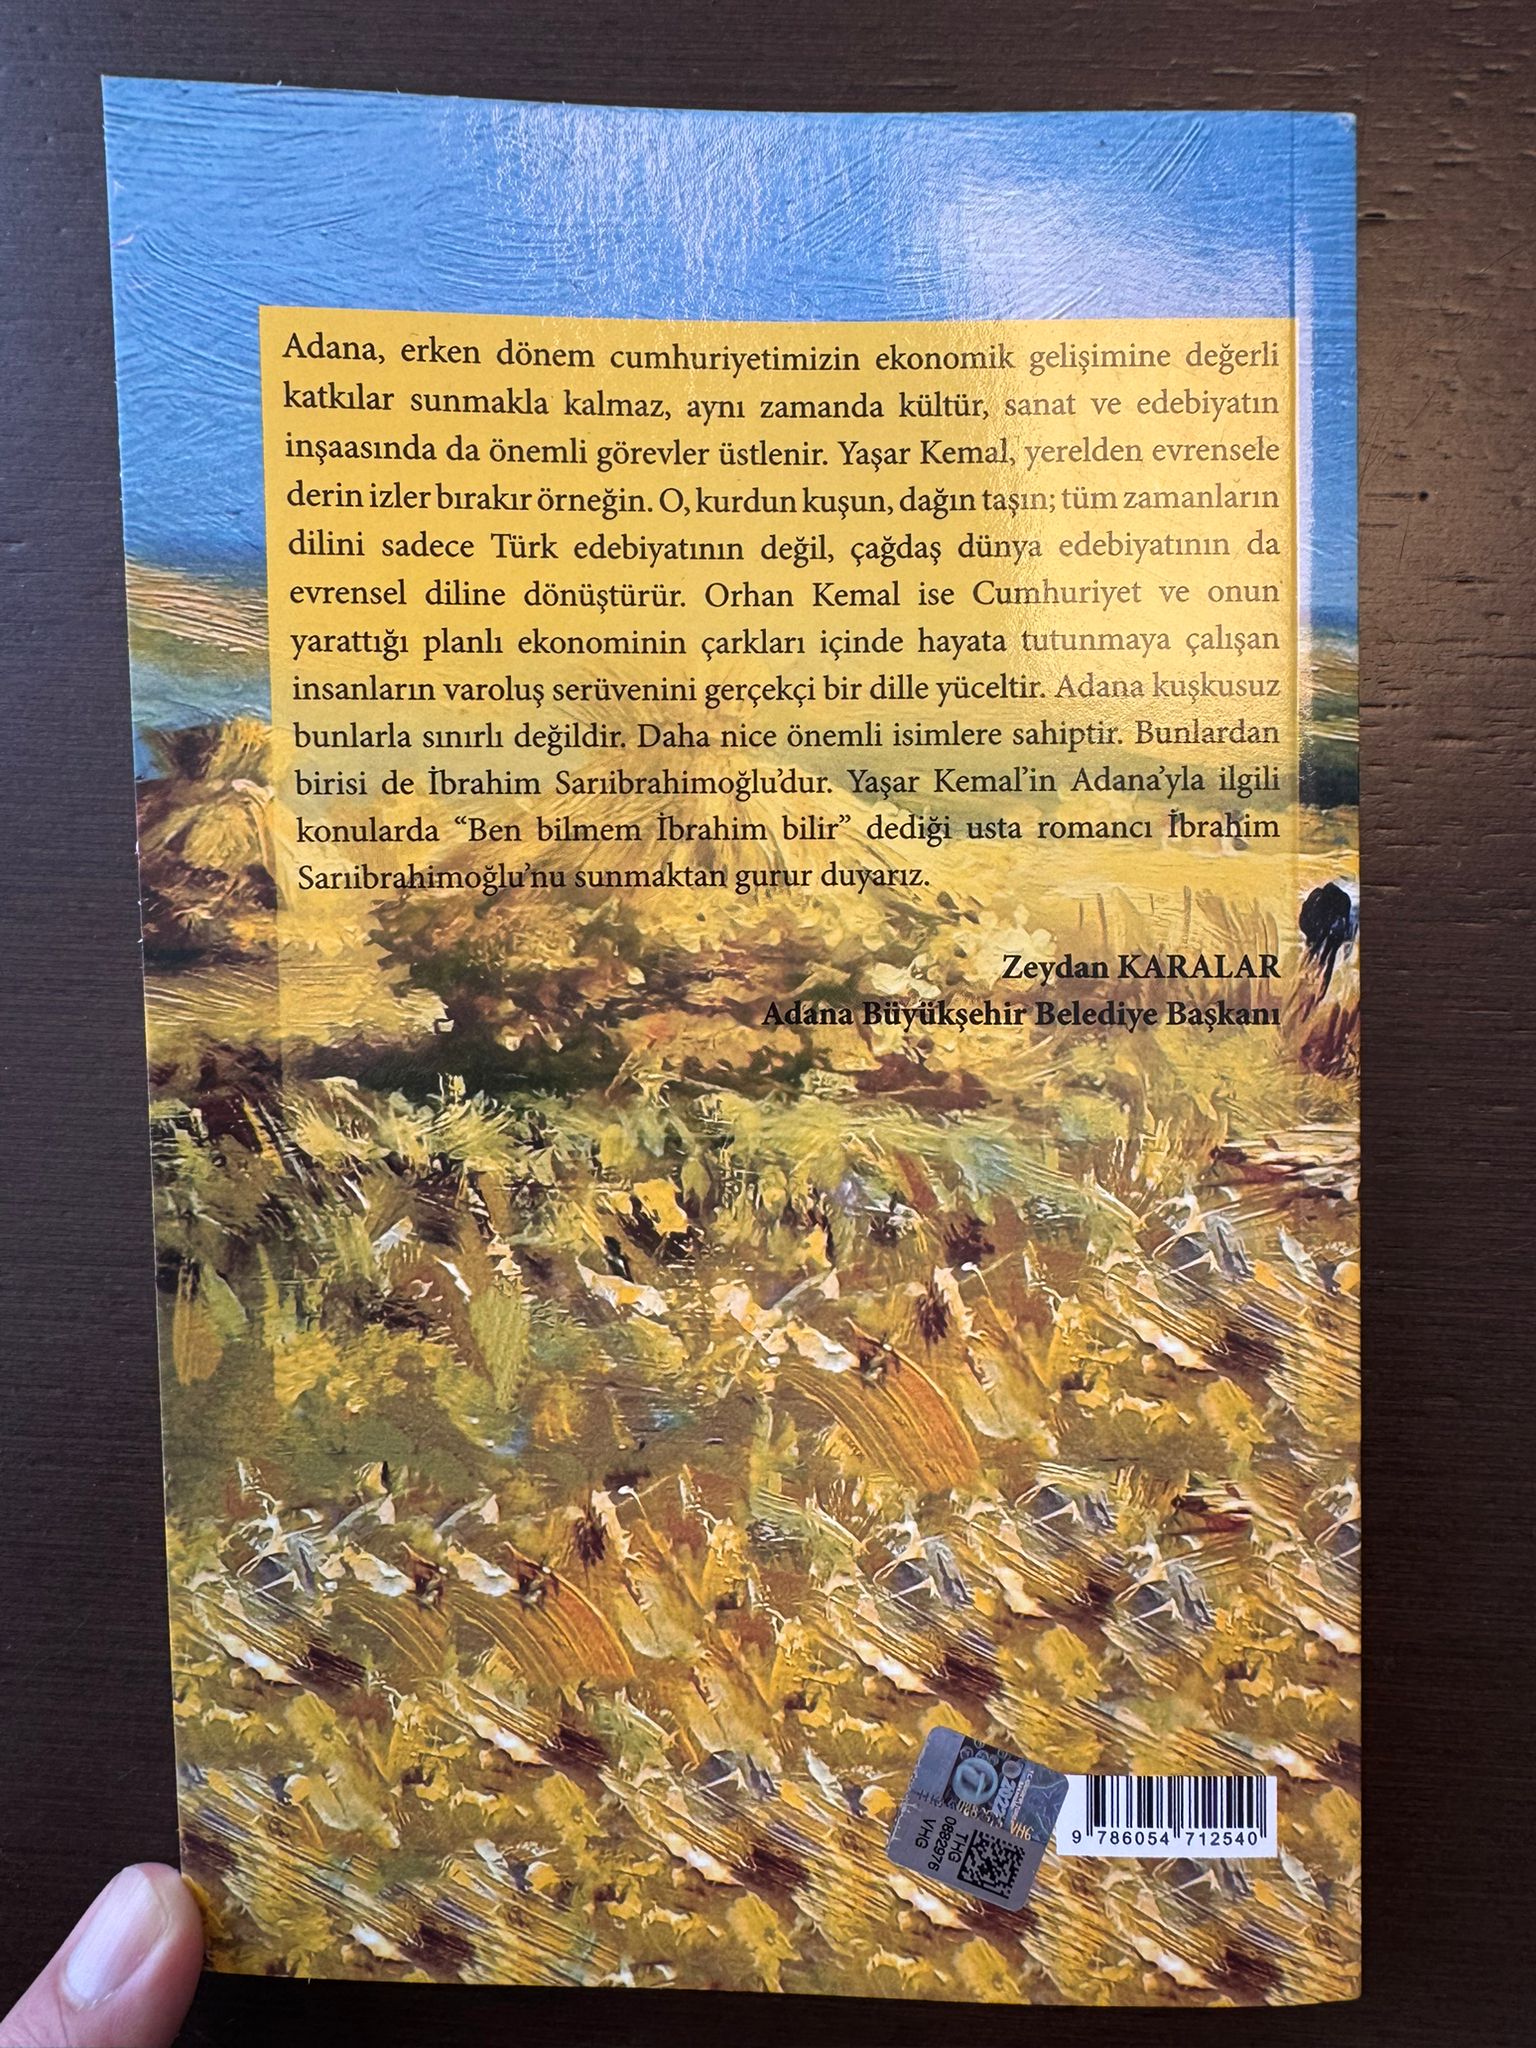 Adana, erken dönem cumhuriyetimizin ekonomik gelişimine değerli
katkılar sunmakla kalmaz, aynı zamanda kültür, sanat ve edebiyatın
inşaasında da önemli görevler üstlenir. Yaşar Kemal, yerelden evrensele
derin izler bırakır örneğin. O, kurdun kuşun, dağın taşın; tüm zamanların
dilini sadece Türk edebiyatının değil, çağdaş dünya edebiyatının da
evrensel diline dönüştürür. Orhan Kemal ise Cumhuriyet ve onun
yarattığı planlı ekonominin çarkları içinde hayata tutunmaya çalışan
insanların varoluş serüvenini gerçekçi bir dille yüceltir. Adana kuşkusuz
bunlarla sınırlı değildir. Daha nice önemli isimlere sahiptir. Bunlardan
birisi de İbrahim Sarıibrahimoğlu’dur. Yaşar Kemal’in Adana’yla ilgili
konularda “Ben bilmem İbrahim bilir” dediği usta romancı İbrahim
Sarıibrahimoğlu’nu sunmaktan gurur duyarız.
Zeydan KARALAR
Adana Büyükşehir Belediye Başkanı
2022
THG
0882976
VHG
9 786054 712540